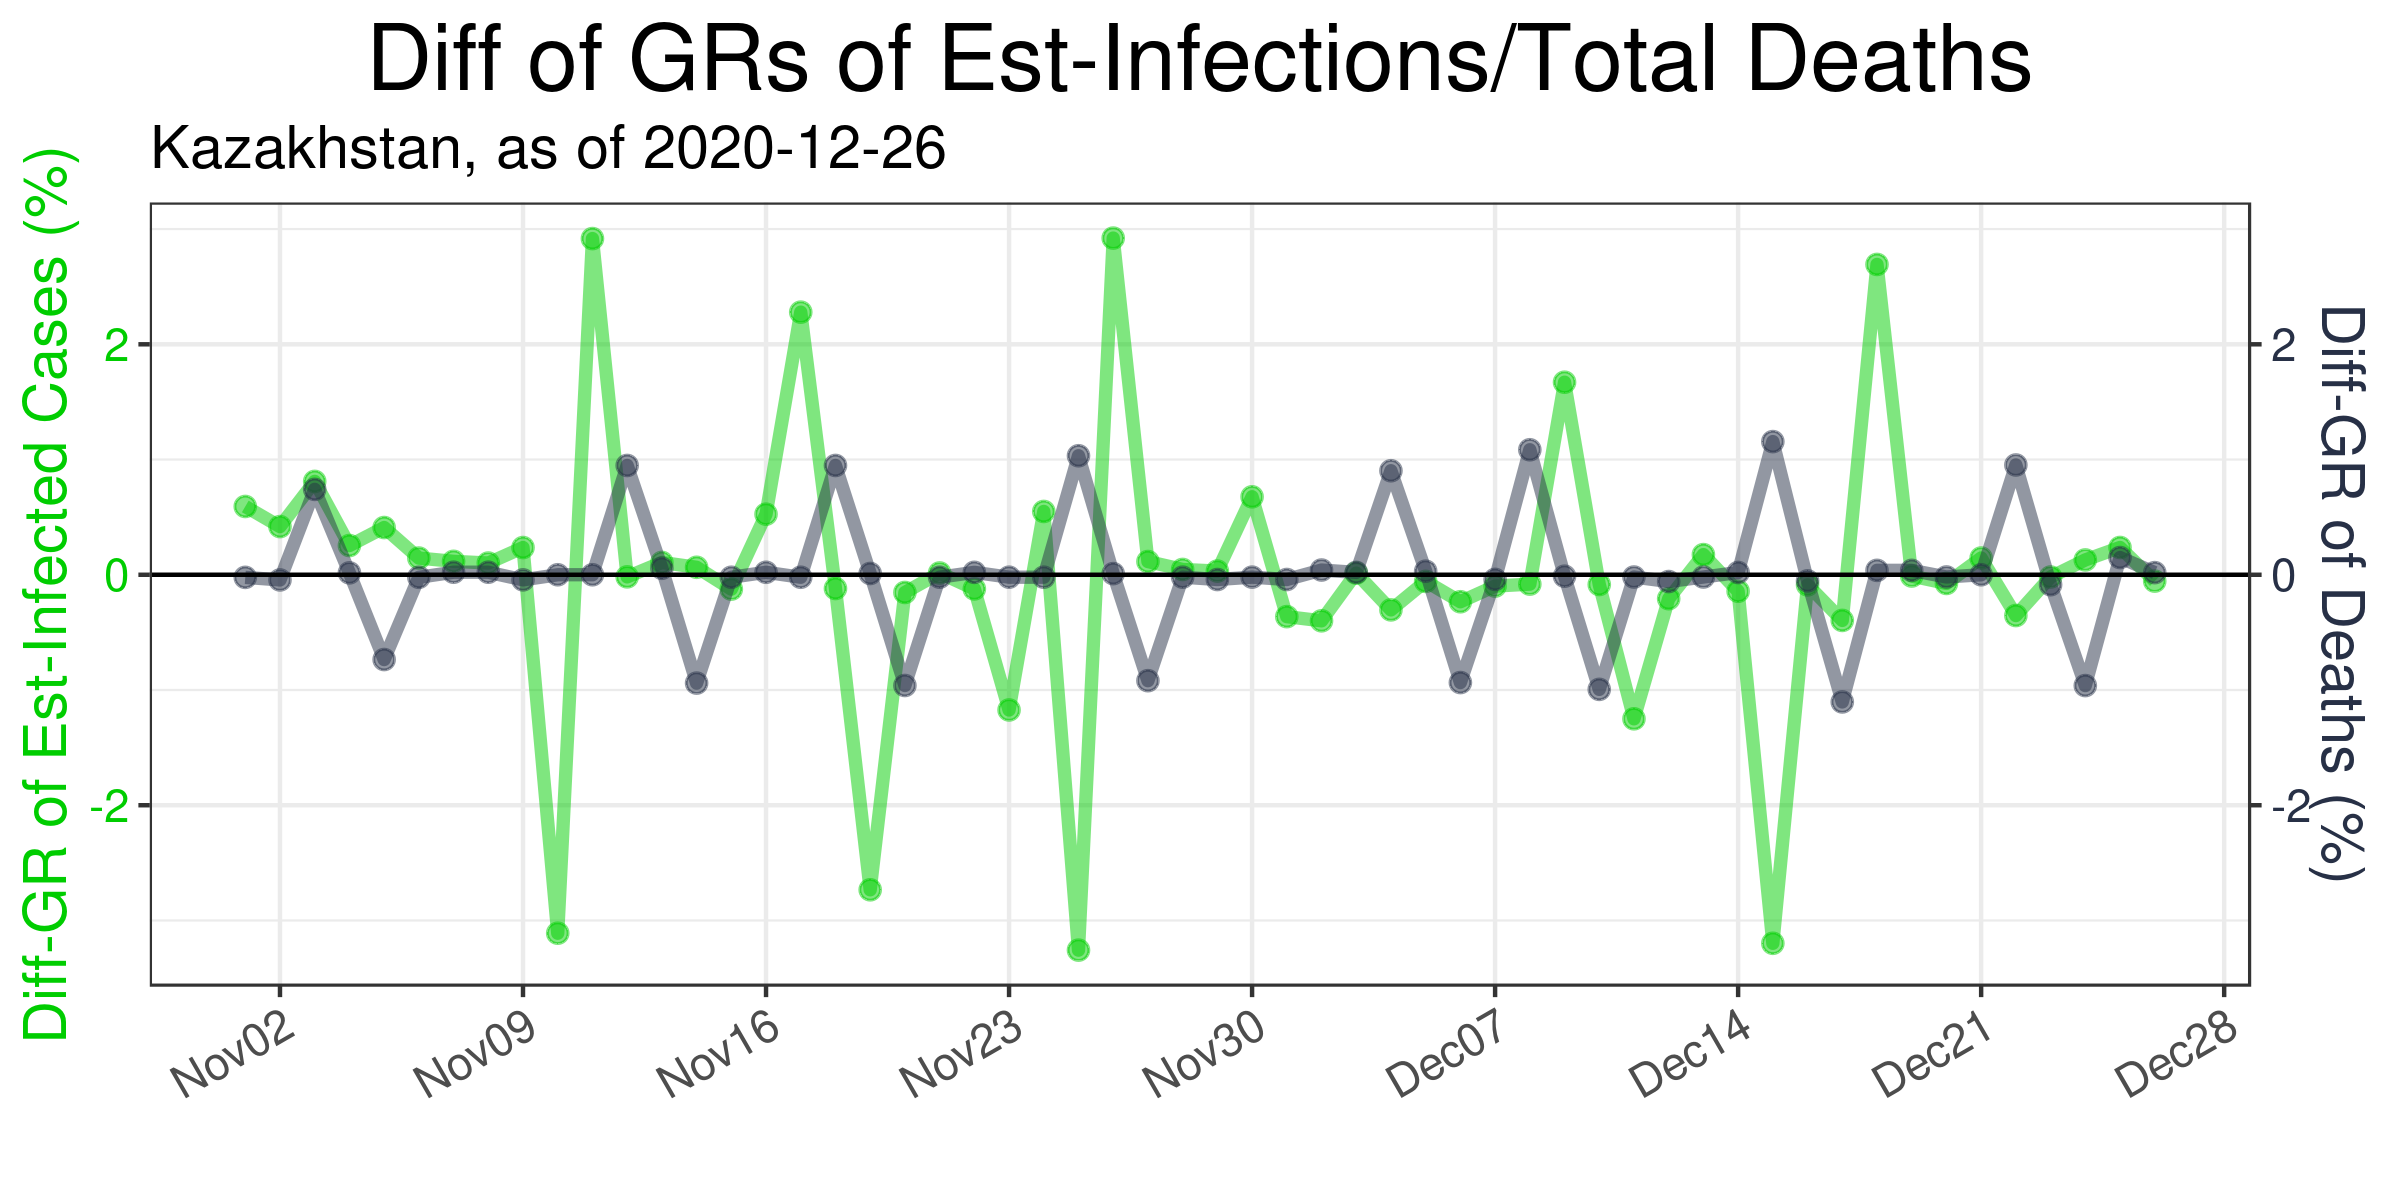 Diff of GRs of Est-Infections/Total Deaths
Kazakhstan, as of 2020-12-26
Diff-GR of Est-Infected Cases (%)
2
0
-2
2
0
-2
Diff-GR of Deaths (%)
Nov02
Nov09
Nov16
Nov23
Nov30
Dec07
Dec14
Dec21
Dec28